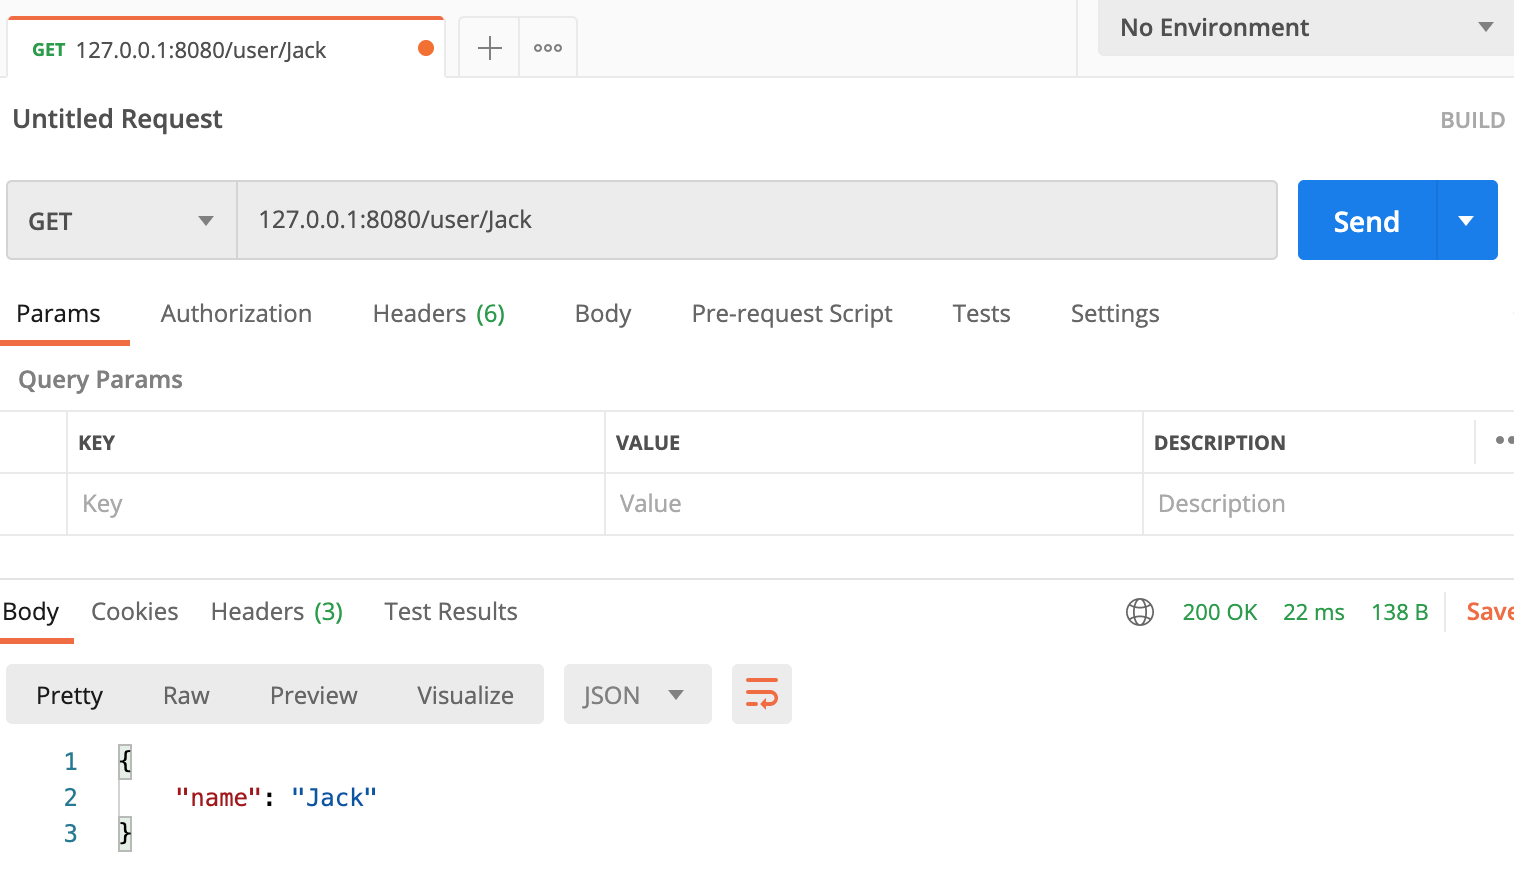 GET 127.0.0.1:8080/user/Jack
No Environment
Untitled Request
BUILD
GET 127.0.0.1:8080/user/Jack Send
Params Authorization Headers (6) Body Pre-request Script Tests Settings
Query Params
KEY VALUE DESCRIPTION
Key Value Description
Body Cookies Headers (3) Test Results 200 OK 22 ms 138 B Save
Pretty Raw Preview Visualize JSON
1 {
2 "name": "Jack"
3 }